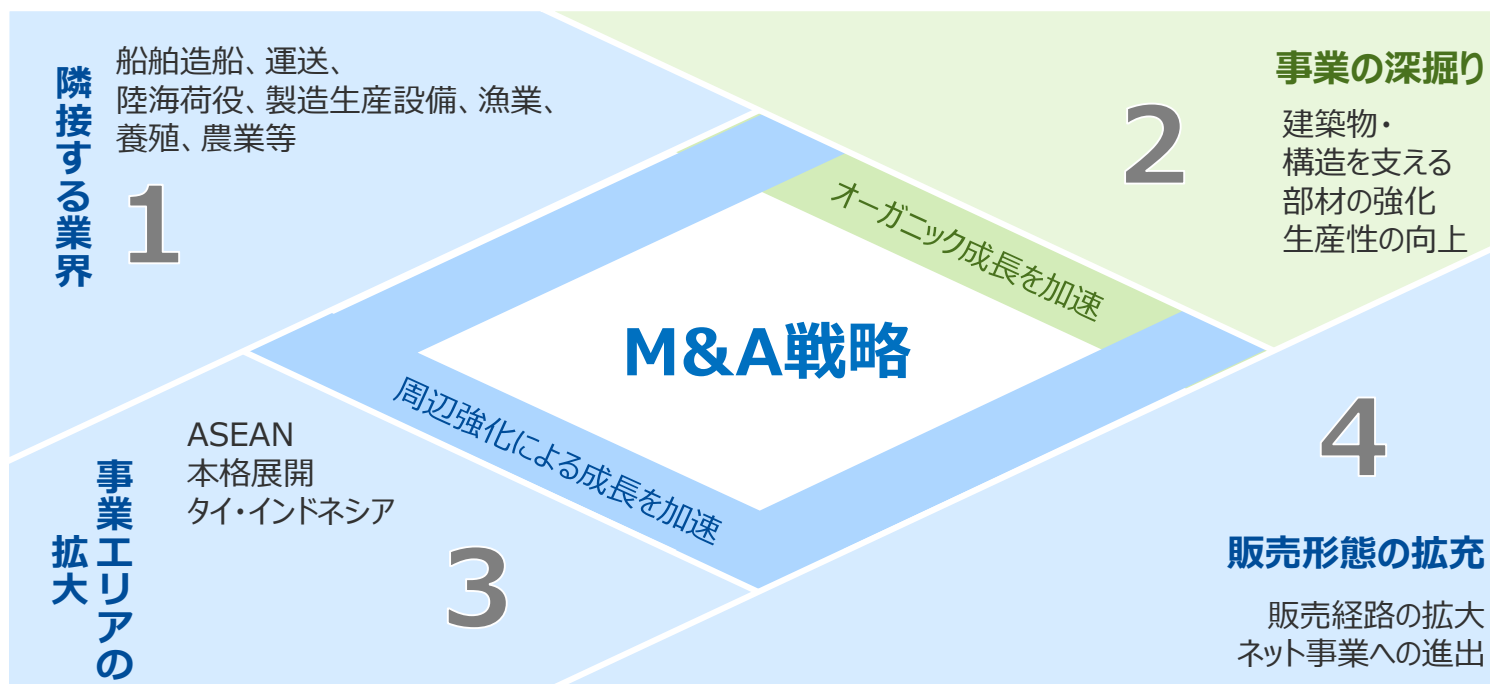 隣接する業界
船舶造船、運送、
陸海荷役、製造生産設備、漁業、
養殖、農業等
1
事業の深掘り
2
建築物・
構造を支える
部材の強化
生産性の向上
オーガニック成長を加速
M&A戦略
周辺強化による成長を加速
事業エリアの
拡大
ASEAN
本格展開
タイ・インドネシア
3
4
販売形態の拡充
販売経路の拡大
ネット事業への進出